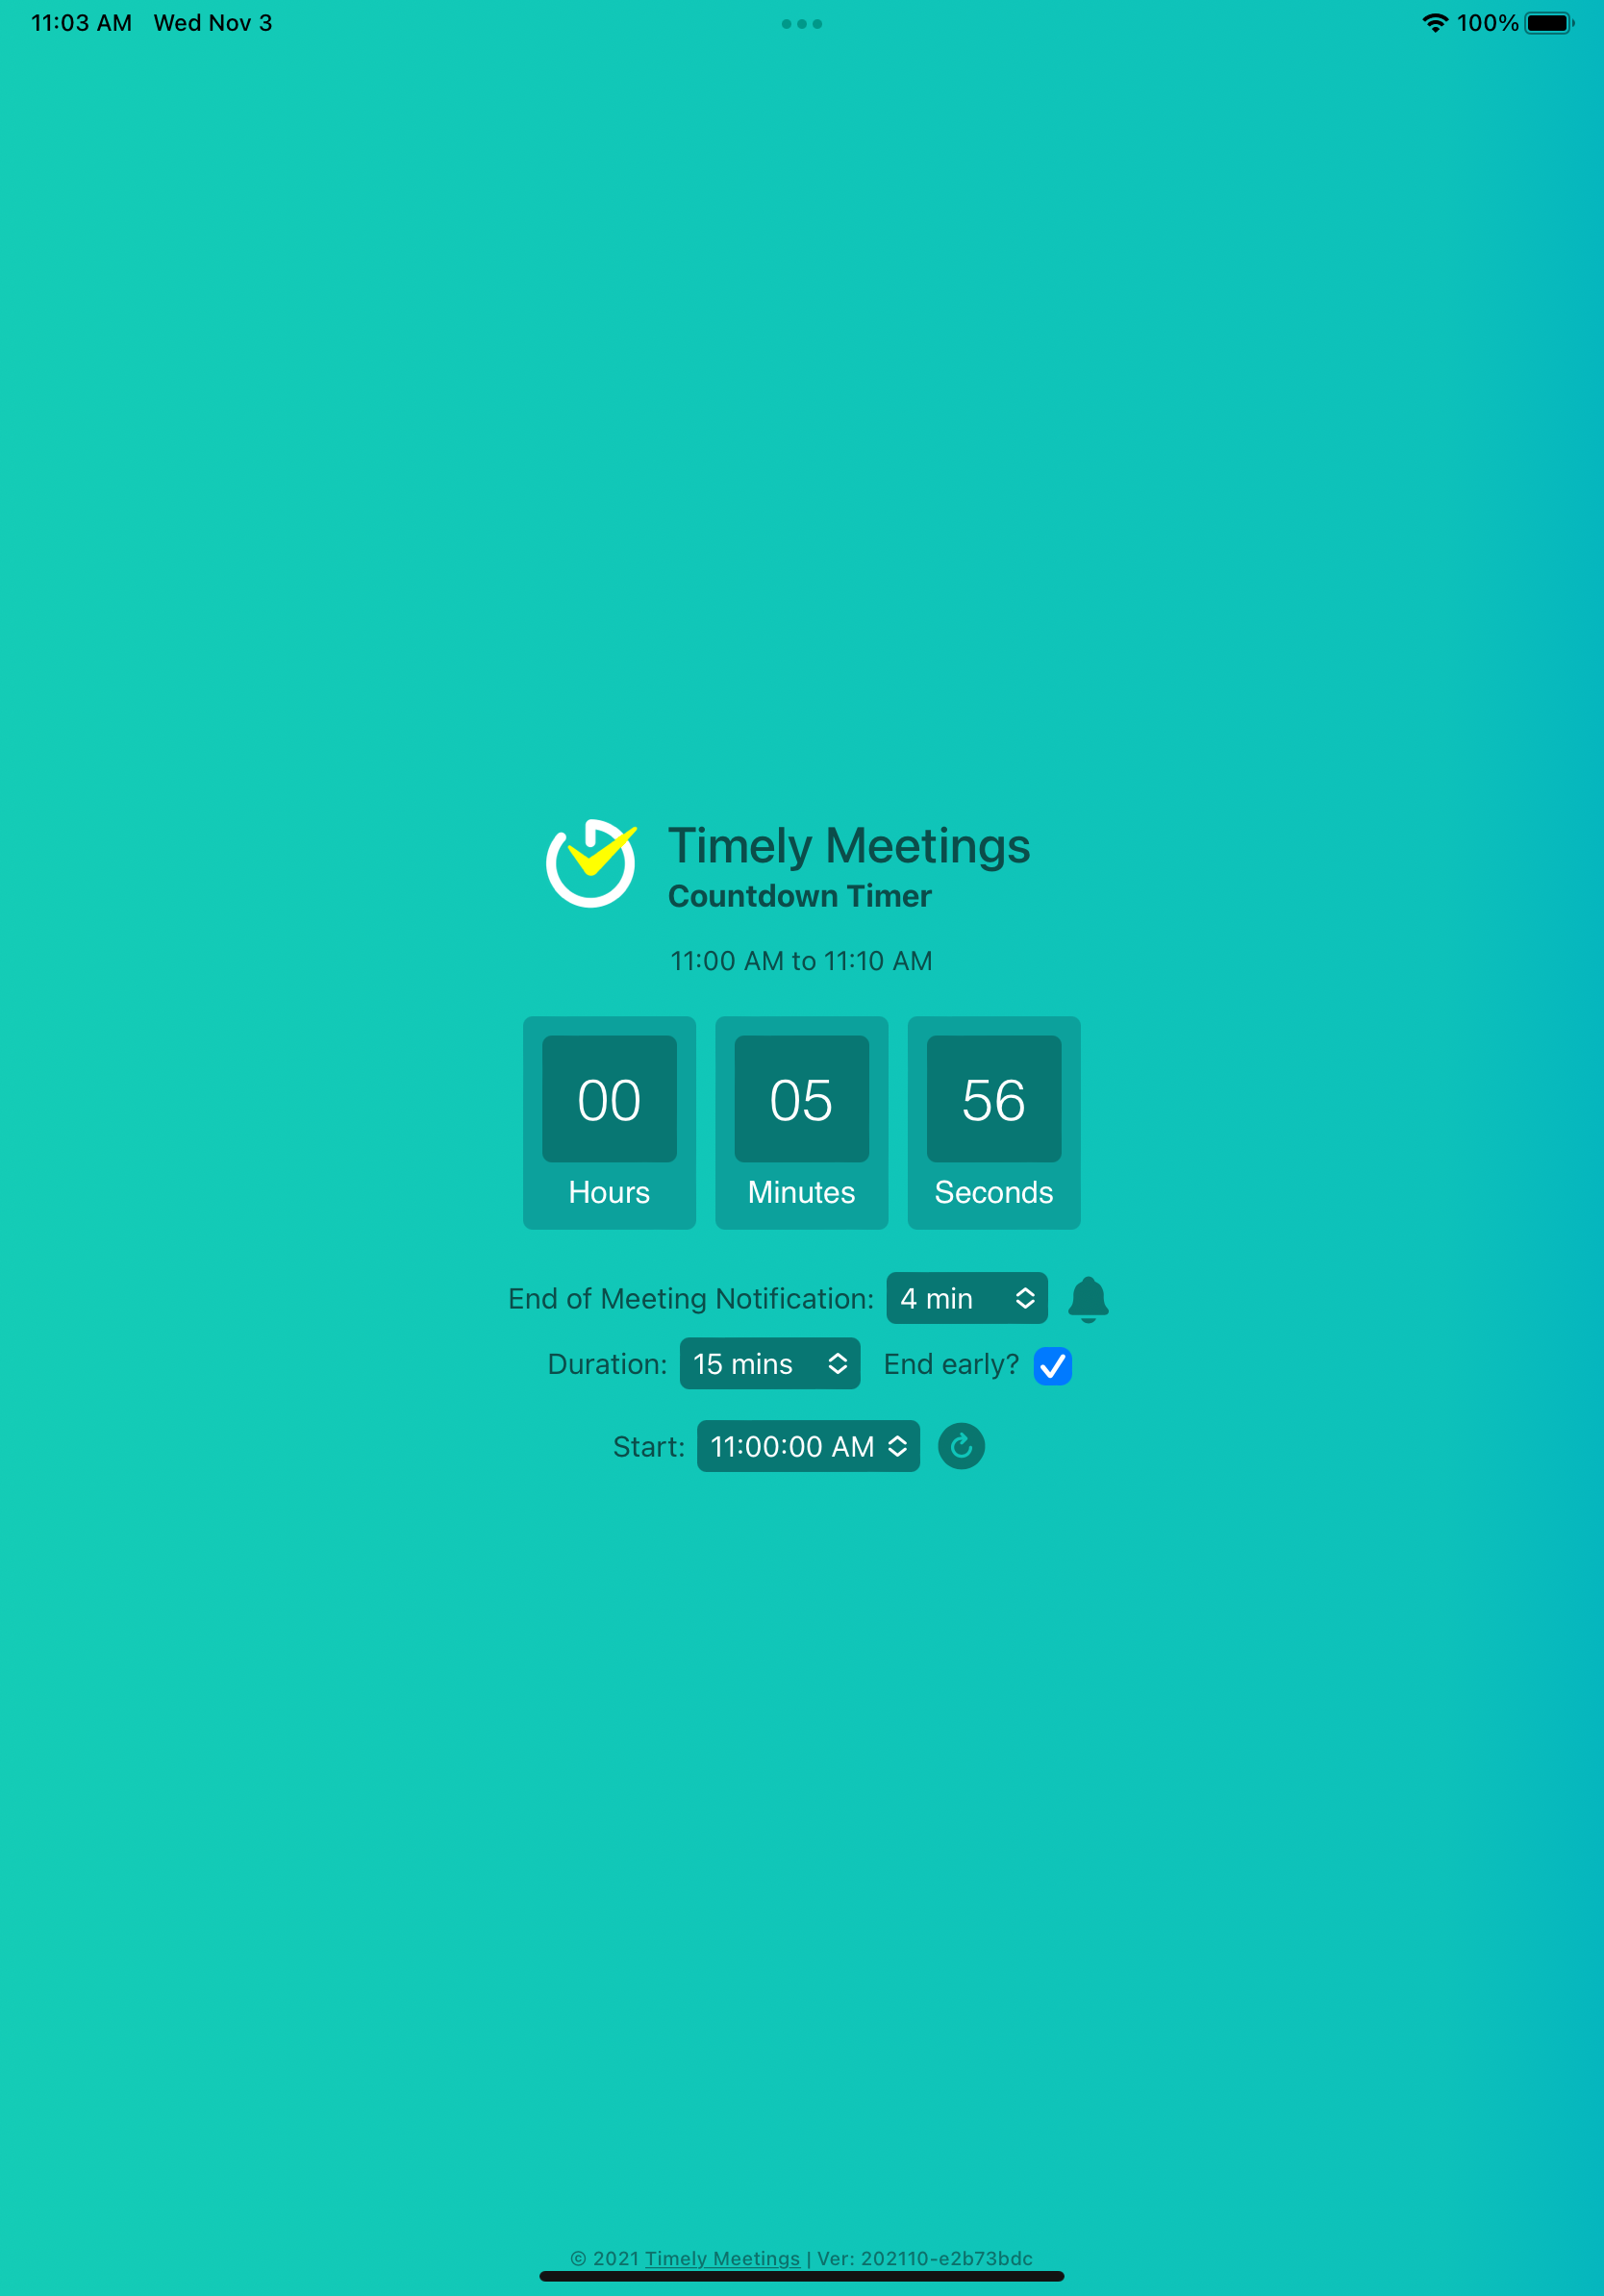 11:03 AM Wed Nov 3 100%
Timely Meetings
Countdown Timer
11:00 AM to 11:10 AM
00 05 56
Hours Minutes Seconds
End of Meeting Notification: 4 min
Duration: 15 mins End early?
Start: 11:00:00 AM
© 2021 Timely Meetings | Ver: 202110-e2b73bdc